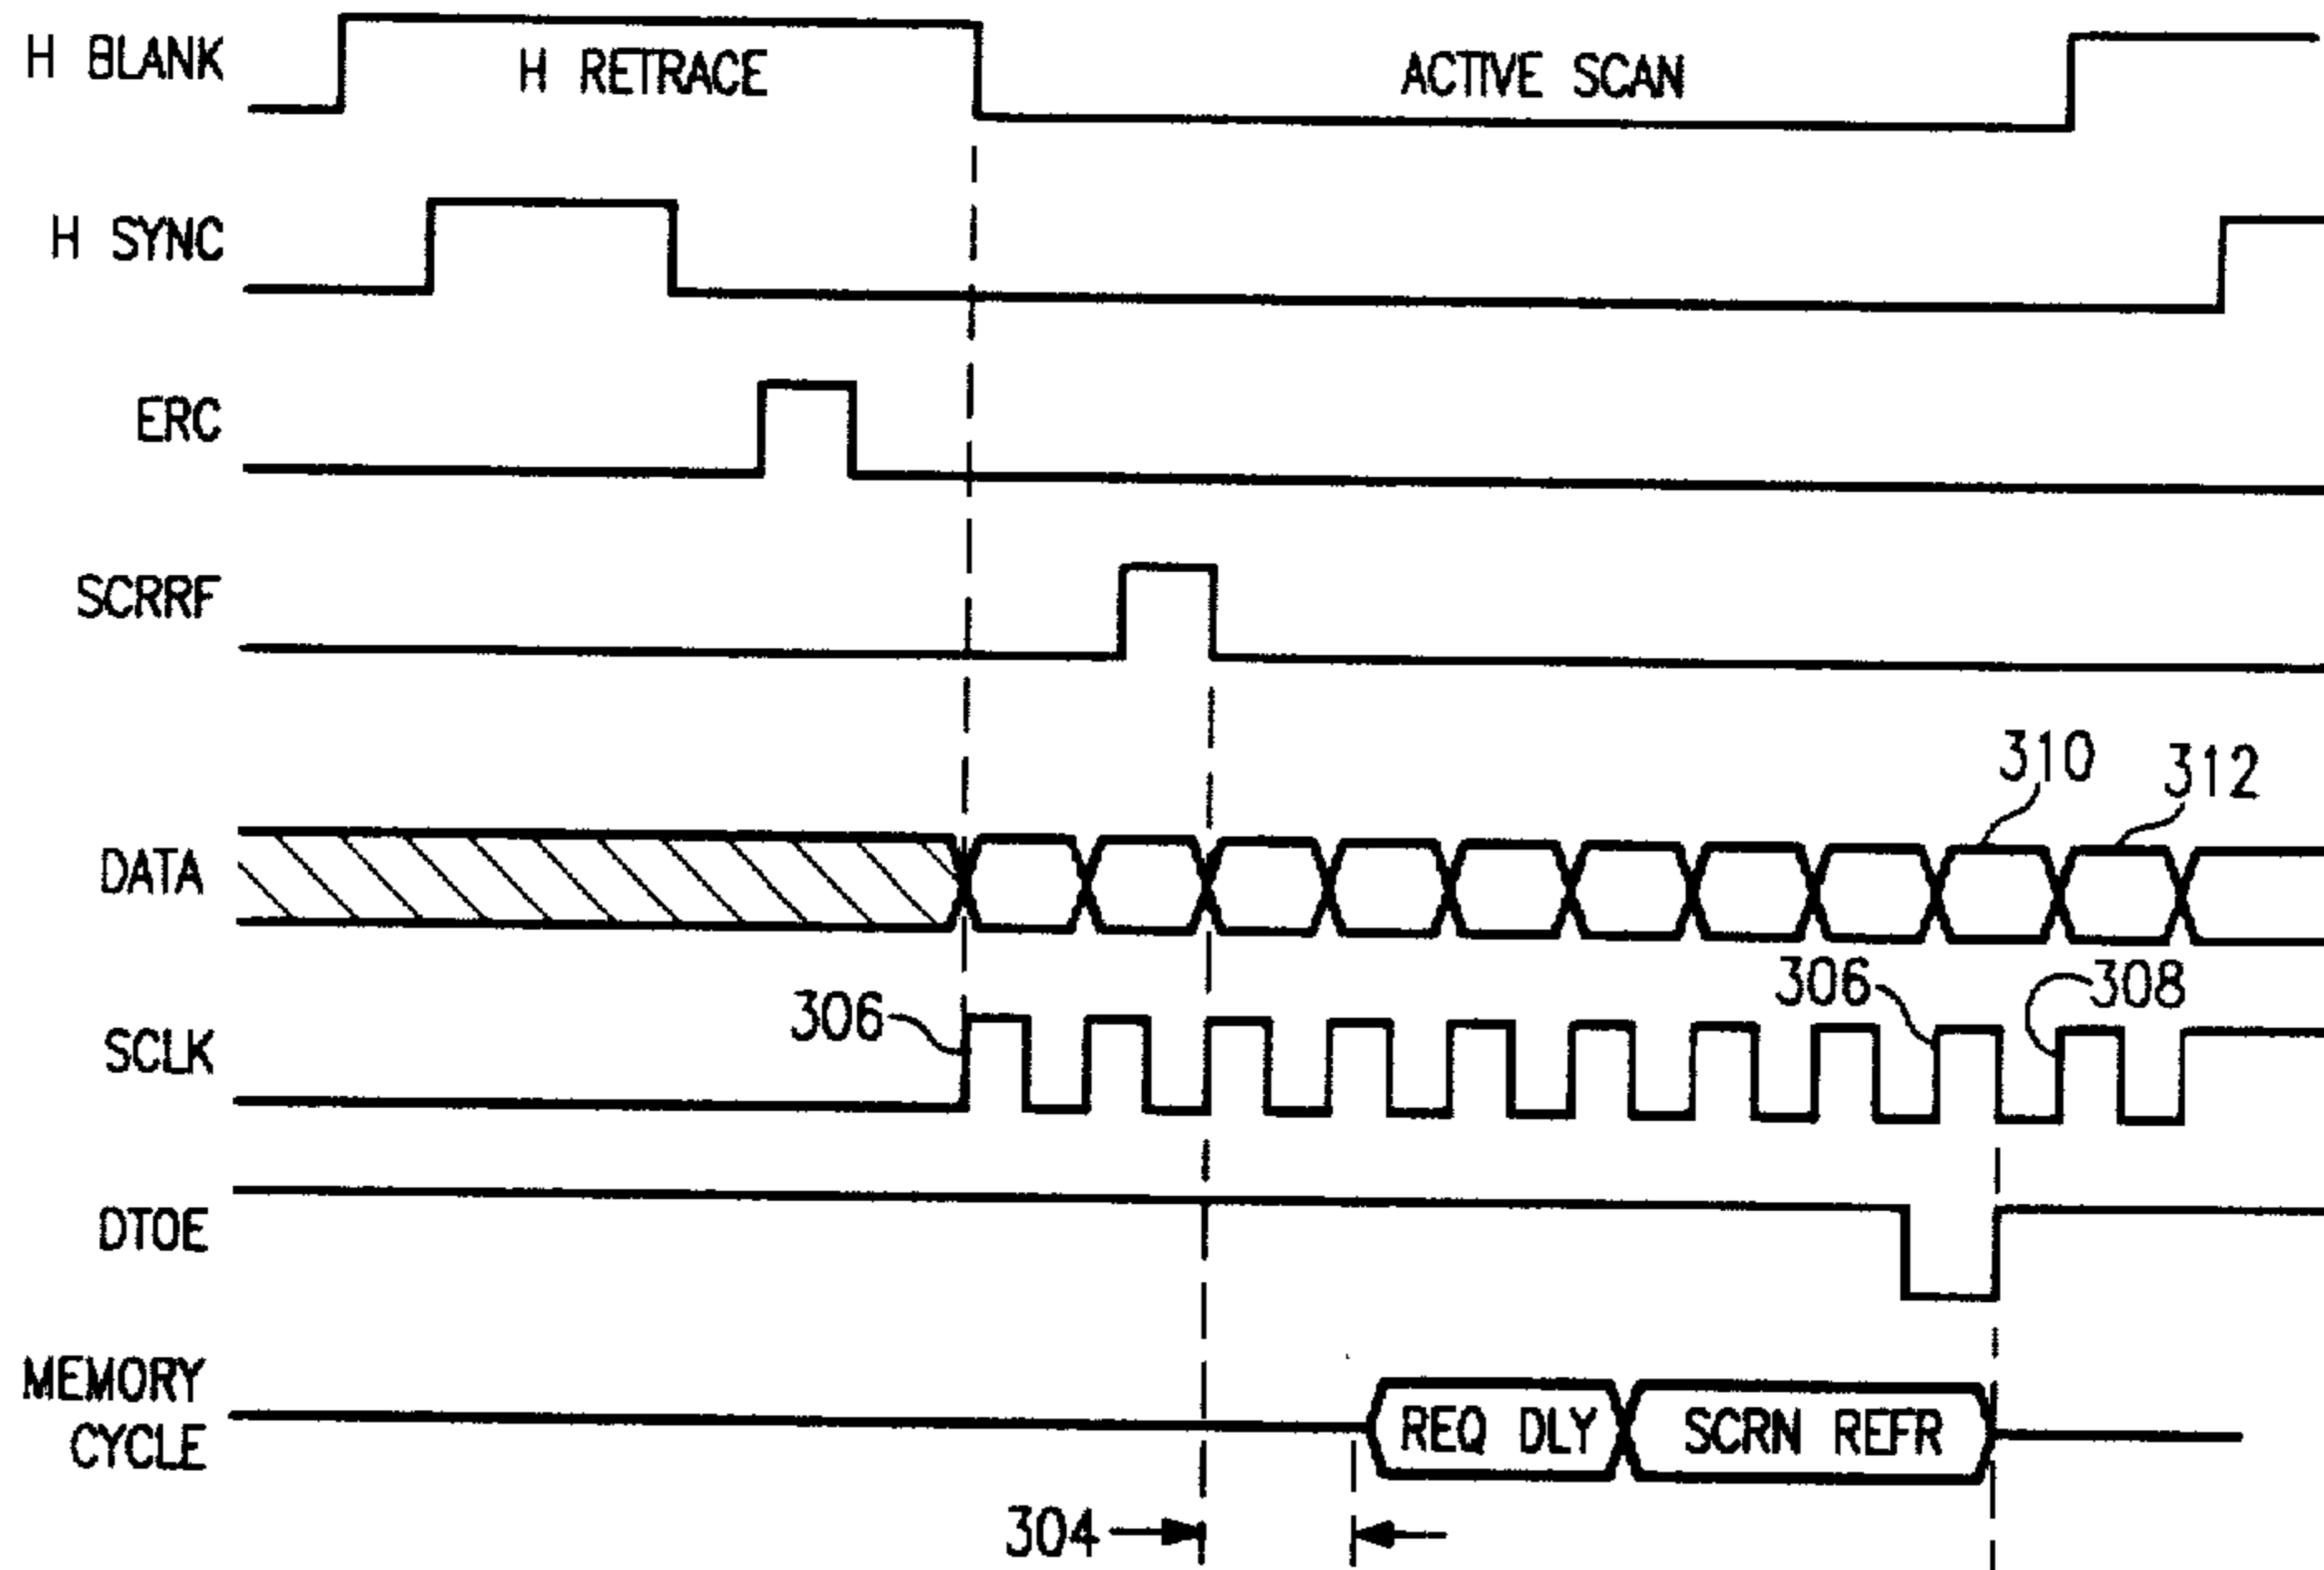 H BLANK
H RETRACE
ACTIVE SCAN
H SYNC
ERC
SCRRF
310
312
DATA
306
306
308
SCLK
DTOE
MEMORY
CYCLE
REQ DLY
SCRN REFR
304